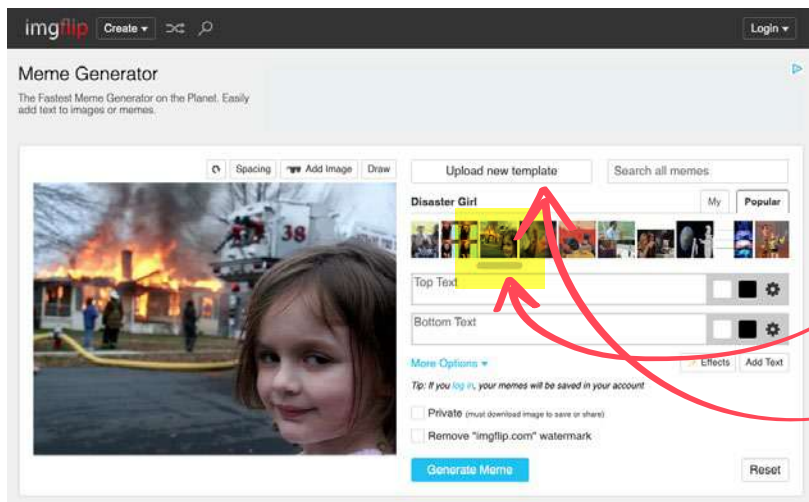 imgflip Create Login
Meme Generator
The Fastest Meme Generator on the Planet. Easily
add text to images or memes.
Spacing Add Image Draw
Upload new template Search all memes
Disaster Girl My Popular
38
Top Text
Bottom Text
More Options Effects Add Text
Tip: If you log in, your memes will be saved in your account
Private (must download image to save or share)
Remove "imgflip.com" watermark
Generate Meme Reset